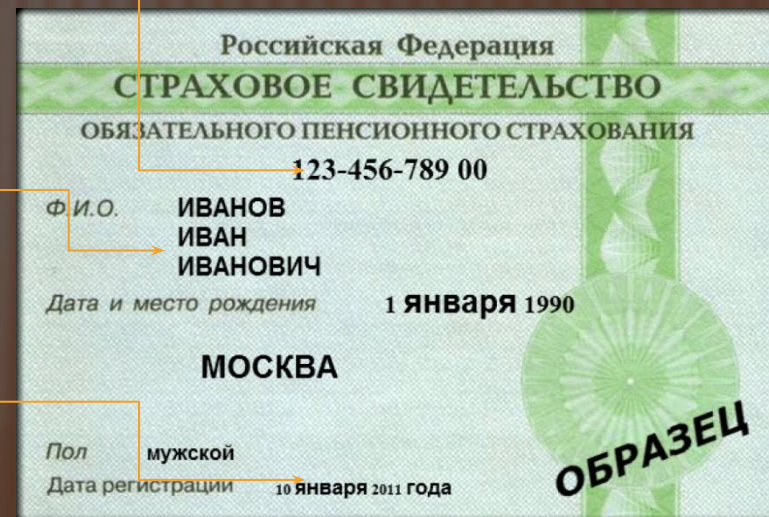 Российская Федерация
СТРАХОВОЕ СВИДЕТЕЛЬСТВО
ОБЯЗАТЕЛЬНОГО ПЕНСИОННОГО СТРАХОВАНИЯ
123-456-789 00
Ф.И.О. ИВАНОВ
ИВАН
ИВАНОВИЧ
Дата и место рождения 1 января 1990
МОСКВА
Пол мужской
Дата регистрации 10 января 2011 года
ОБРАЗЕЦ